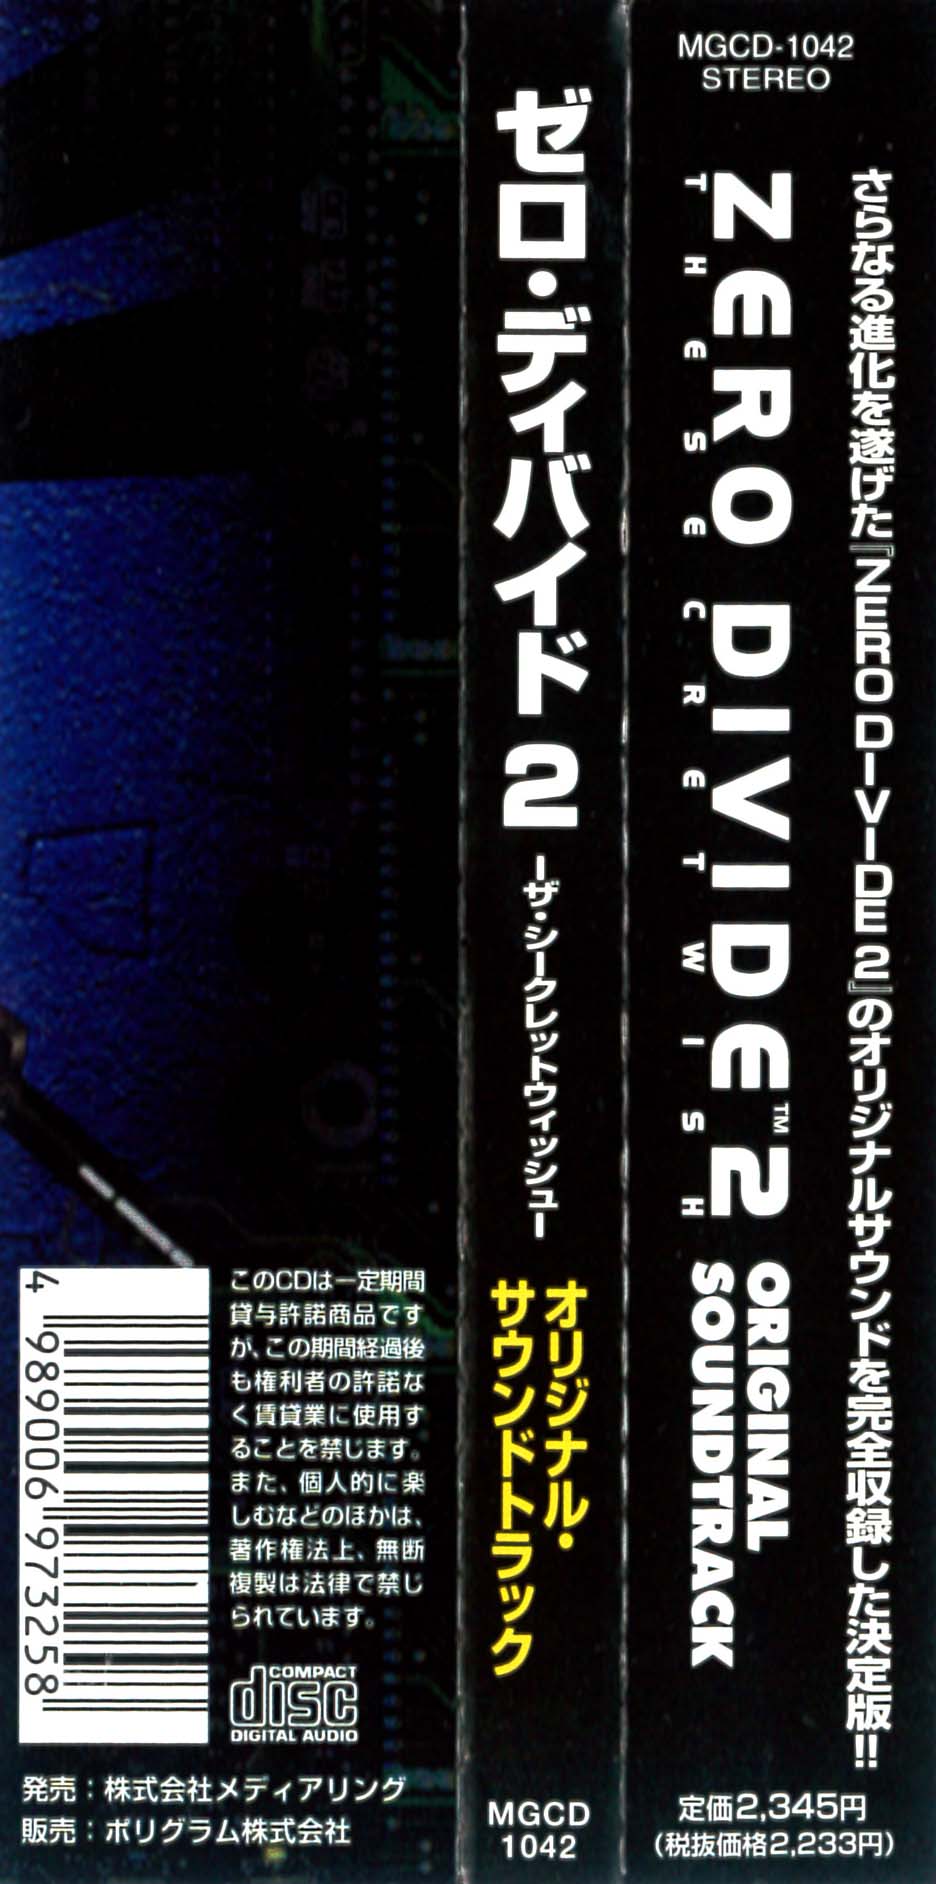 MGCD-1042
STEREO
さらなる進化を遂げた『ZERO DIVIDE 2』のオリジナルサウンドを完全収録した決定版!!
ZERO DIVIDE™ 2
THE SECRET WISH
ORIGINAL
SOUNDTRACK
定価2,345円
(税抜価格2,233円)
ゼロ・ディバイド 2
ーザ・シークレットウィッシュー
オリジナル・
サウンドトラック
MGCD
1042
このCDは一定期間
貸与許諾商品です
が、この期間経過後
も権利者の許諾な
く賃貸業に使用す
ることを禁じます。
また、個人的に楽
しむなどのほかは、
著作権法上、無断
複製は法律で禁じ
られています。
COMPACT
disc
DIGITAL AUDIO
4 989006 973258
発売：株式会社メディアリング
販売：ポリグラム株式会社